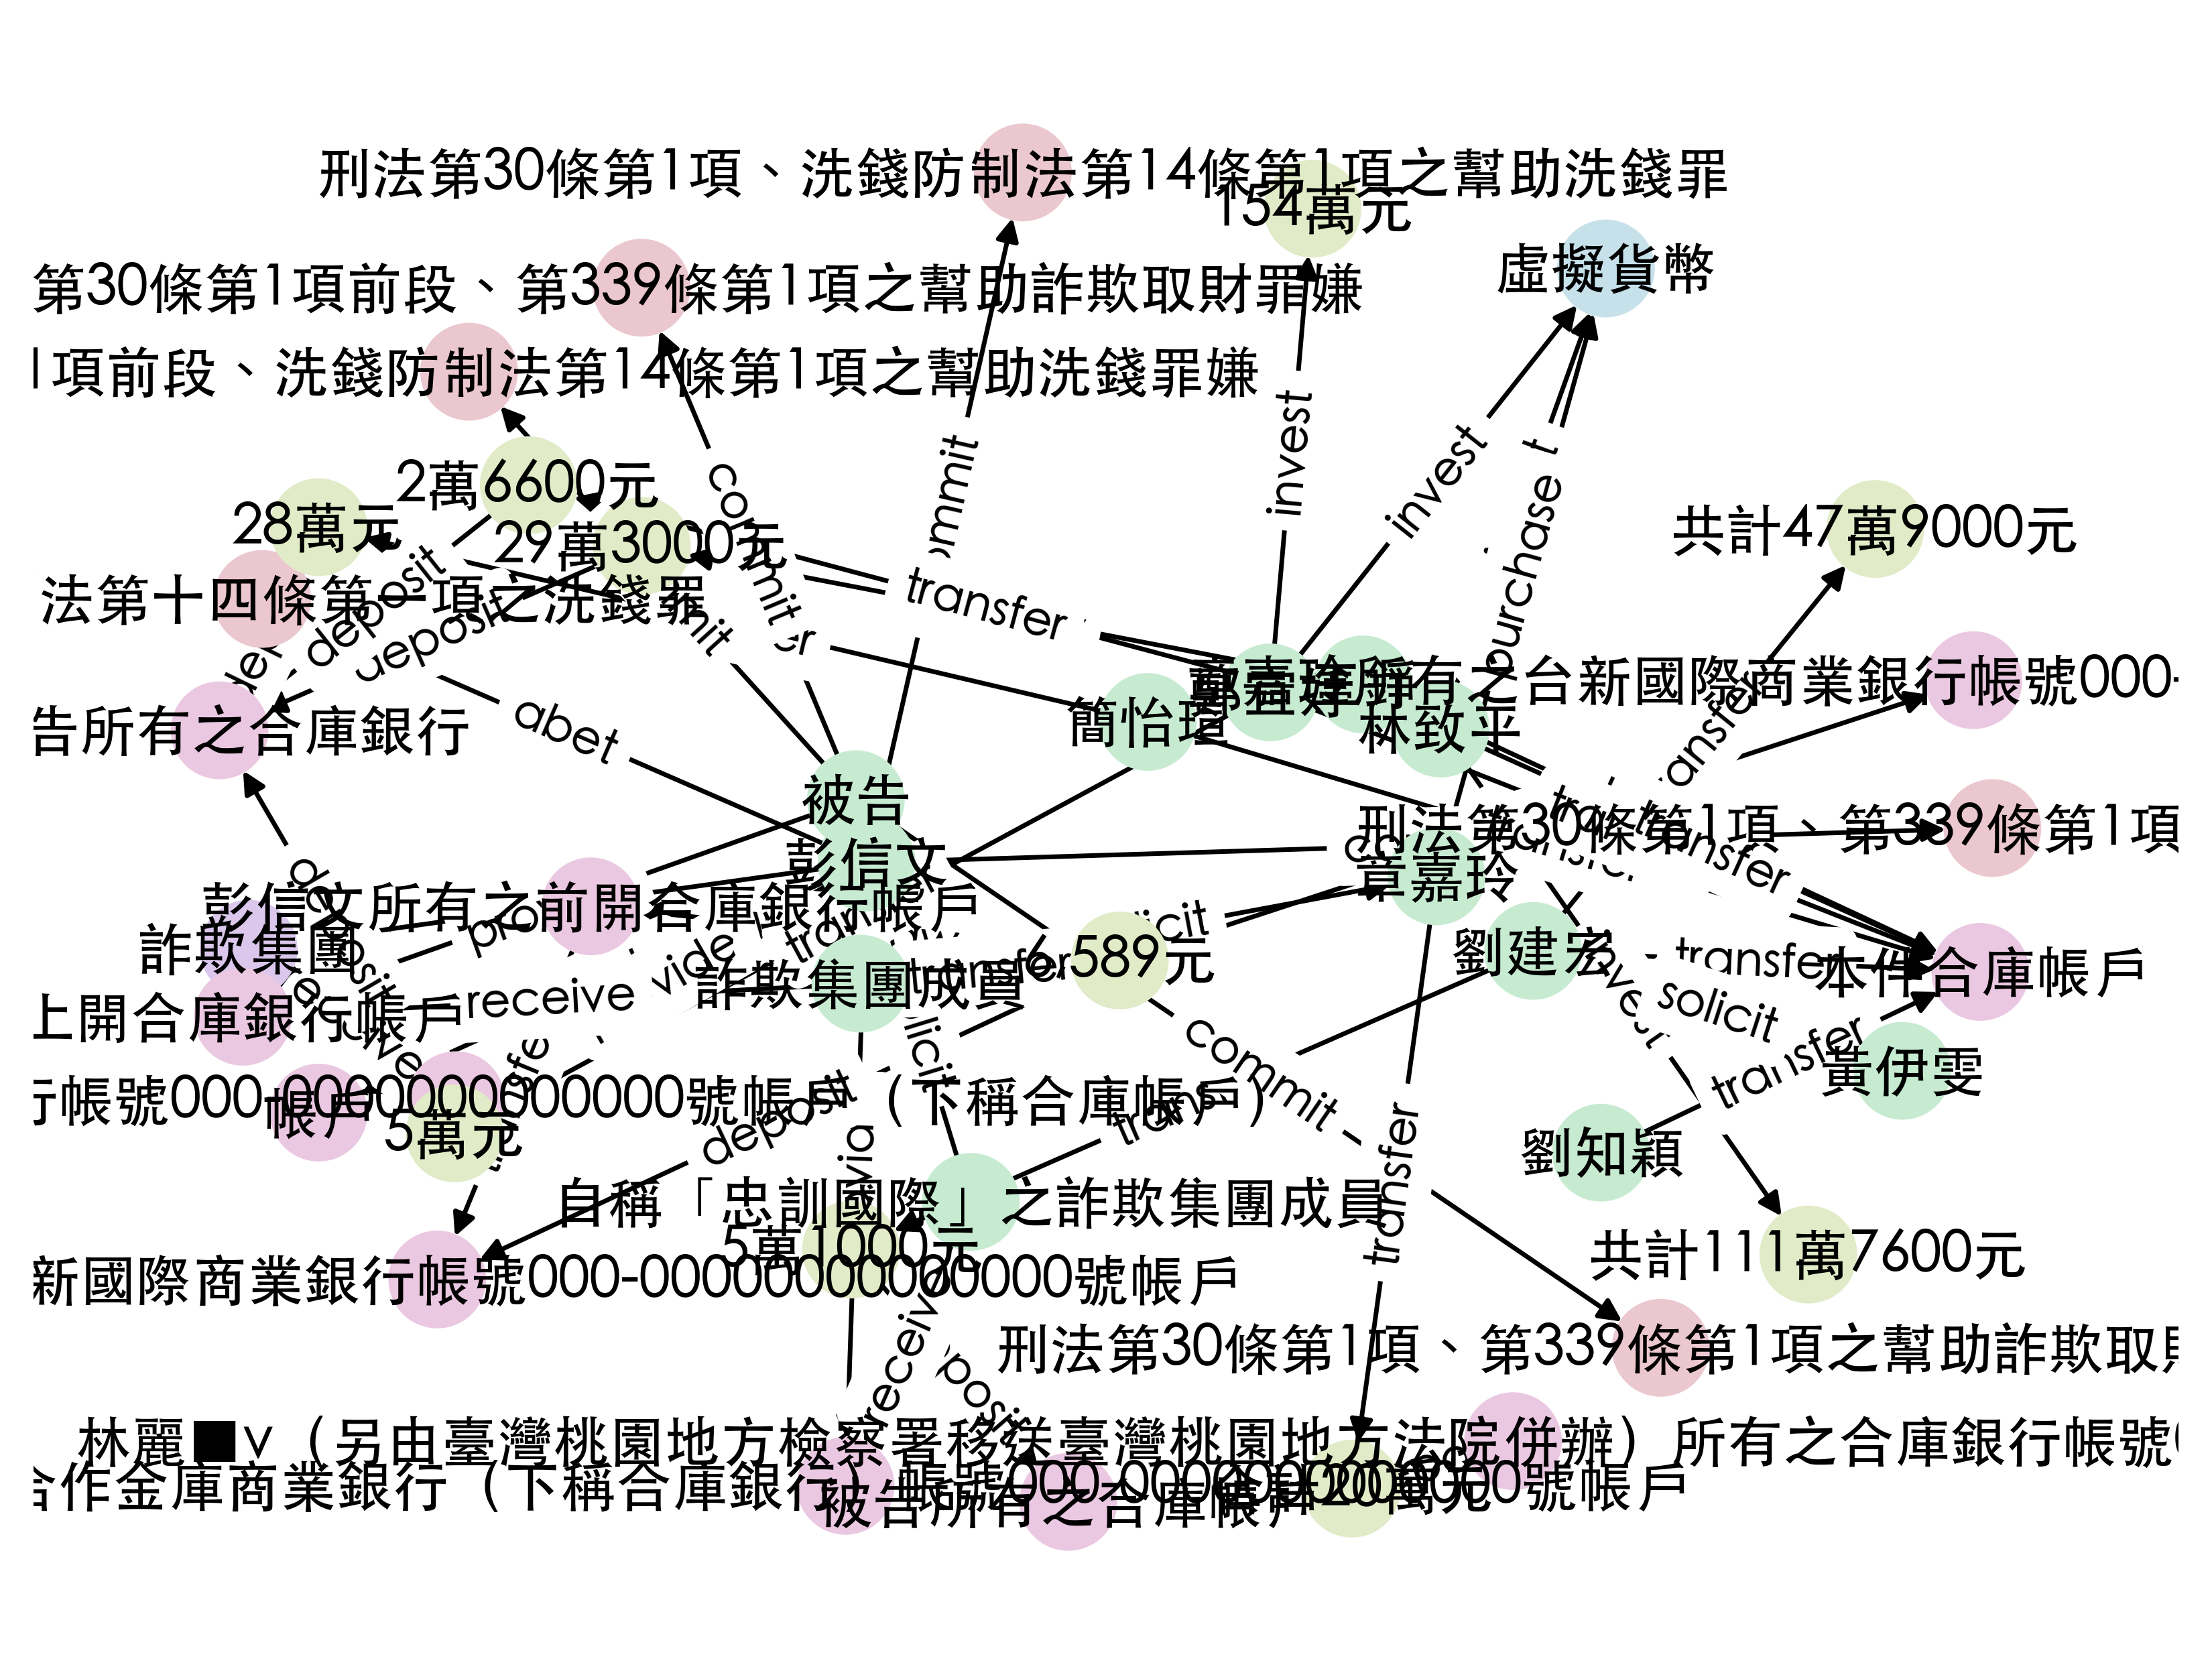 刑法第30條第1項、洗錢防制法第14條第1項之幫助洗錢罪
154萬元
虛擬貨幣
第30條第1項前段、第339條第1項之幫助詐欺取財罪嫌
1項前段、洗錢防制法第14條第1項之幫助洗錢罪嫌
invest
invest
commit
purchase
2萬6600元
28萬元
29萬3000元
共計47萬9000元
法第十四條第一項之洗錢罪
deposit
deposit
transfer
abet
告所有之合庫銀行
簡怡瑄
所有之台新國際商業銀行帳號000-
林致平
transfer
被告
彭信文
刑法第30條第1項、第339條第1項
transfer
章嘉玲
彭信文所有之前開合庫銀行帳戶
詐欺集團
詐欺集團成員
transfer
6,589元
劉建宏
transfer
本件合庫帳戶
上開合庫銀行帳戶
receive
solicit
commit
transfer
黃伊雯
行帳號000-0000000000000號帳戶（下稱合庫帳戶）
帳戶
5萬元
deposit
via
劉知穎
transfer
自稱「忠訓國際」之詐欺集團成員
5萬1000元
共計111萬7600元
新國際商業銀行帳號000-00000000000000號帳戶
receive
刑法第30條第1項、第339條第1項之幫助詐欺取
林麗■v（另由臺灣桃園地方檢察署移送臺灣桃園地方法院併辦）所有之合庫銀行帳號
合作金庫商業銀行（下稱合庫銀行）帳號000-
號帳戶
被告所有之合庫帳戶